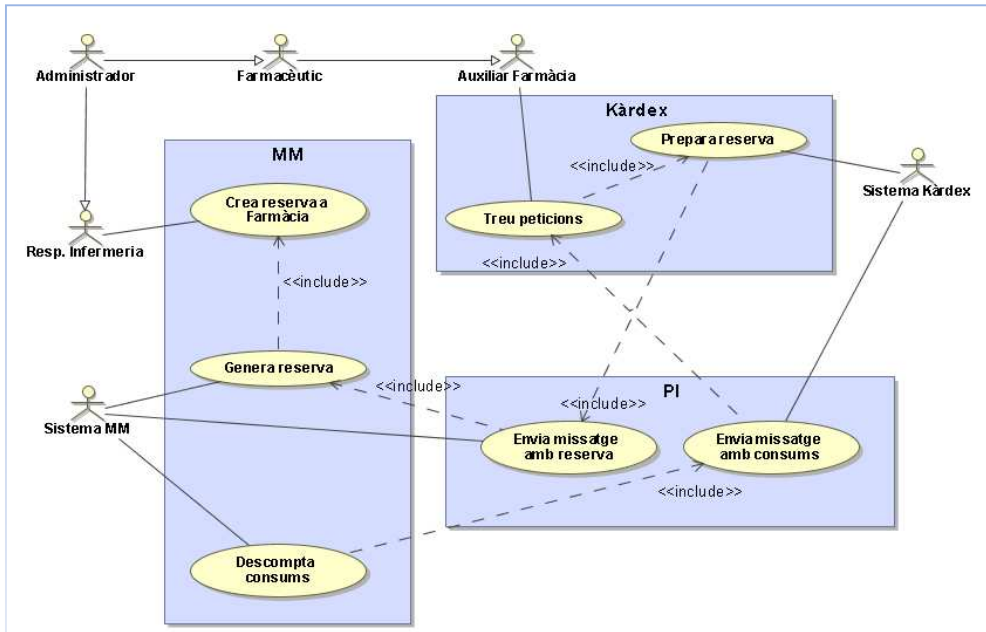 Administrador
Farmacèutic
Auxiliar Farmàcia
Kàrdex
Prepara reserva
<<include>>
Sistema Kàrdex
Treu peticions
<<include>>
MM
Crea reserva a
Farmàcia
Resp. Infermeria
<<include>>
Genera reserva
<<include>>
Sistema MM
PI
<<include>>
Envia missatge
amb reserva
Envia missatge
amb consums
<<include>>
Descompta
consums